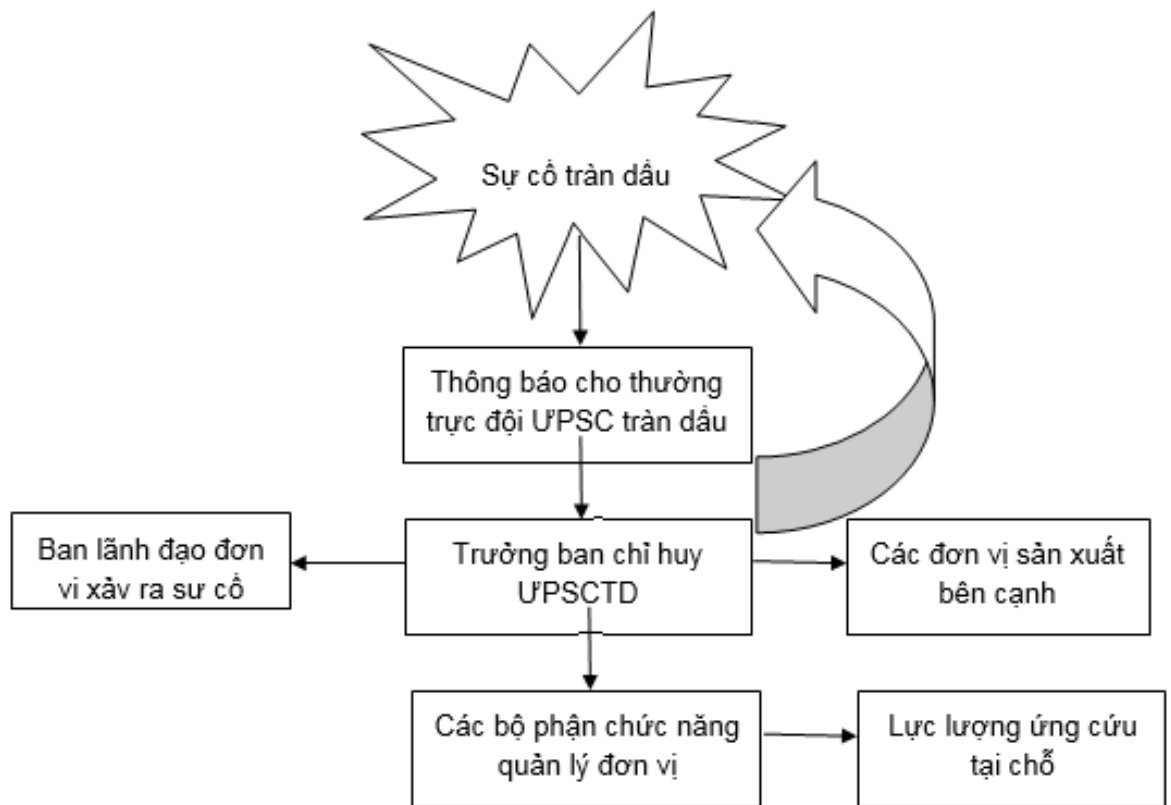 Sự cố tràn dầu
Thông báo cho thường
trực đội ƯPSC tràn dầu
Ban lãnh đạo đơn
vị xảy ra sự cố
Trưởng ban chỉ huy
ƯPSCTD
Các đơn vị sản xuất
bên cạnh
Các bộ phận chức năng
quản lý đơn vị
Lực lượng ứng cứu
tại chỗ